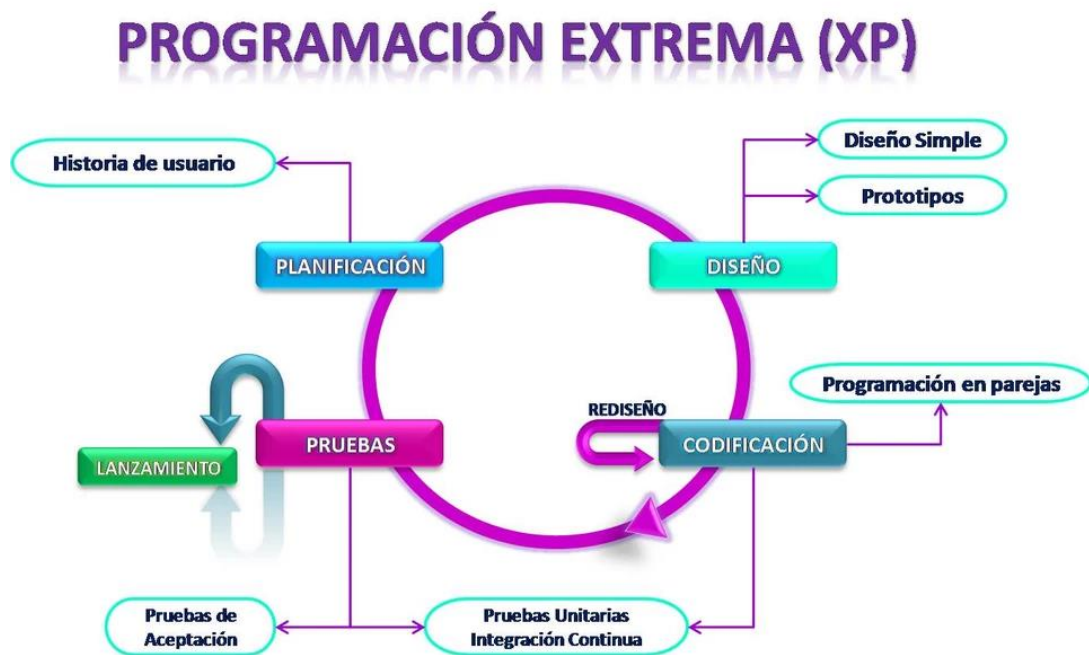 PROGRAMACIÓN EXTREMA (XP)
Historia de usuario
Diseño Simple
Prototipos
PLANIFICACIÓN
DISEÑO
Programación en parejas
REDISEÑO
PRUEBAS
CODIFICACIÓN
LANZAMIENTO
Pruebas de
Aceptación
Pruebas Unitarias
Integración Continua